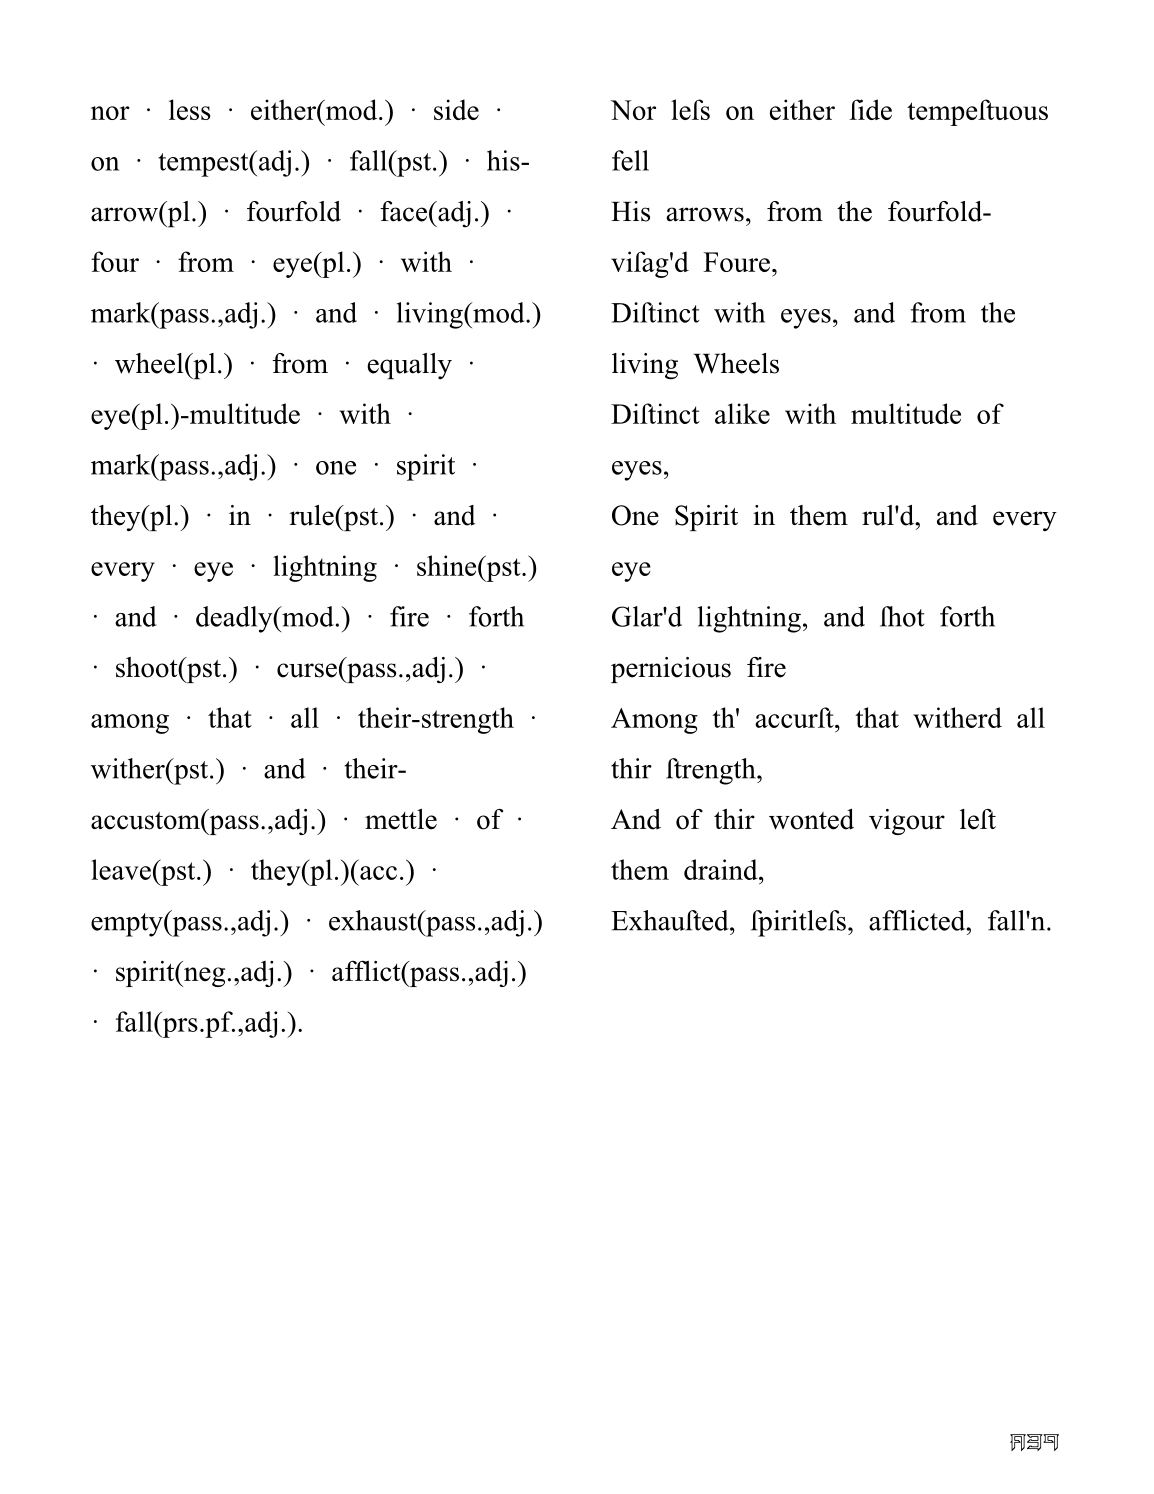 nor · less · either(mod.) · side ·
on · tempest(adj.) · fall(pst.) · his-
arrow(pl.) · fourfold · face(adj.) ·
four · from · eye(pl.) · with ·
mark(pass.,adj.) · and · living(mod.)
· wheel(pl.) · from · equally ·
eye(pl.)-multitude · with ·
mark(pass.,adj.) · one · spirit ·
they(pl.) · in · rule(pst.) · and ·
every · eye · lightning · shine(pst.)
· and · deadly(mod.) · fire · forth
· shoot(pst.) · curse(pass.,adj.) ·
among · that · all · their-strength ·
wither(pst.) · and · their-
accustom(pass.,adj.) · mettle · of ·
leave(pst.) · they(pl.)(acc.) ·
empty(pass.,adj.) · exhaust(pass.,adj.)
· spirit(neg.,adj.) · afflict(pass.,adj.)
· fall(prs.pf.,adj.).
Nor leſs on either ſide tempeſtuous
fell
His arrows, from the fourfold-
viſag'd Foure,
Diſtinct with eyes, and from the
living Wheels
Diſtinct alike with multitude of
eyes,
One Spirit in them rul'd, and every
eye
Glar'd lightning, and ſhot forth
pernicious fire
Among th' accurſt, that witherd all
thir ſtrength,
And of thir wonted vigour left
them draind,
Exhauſted, ſpiritleſs, afflicted, fall'n.